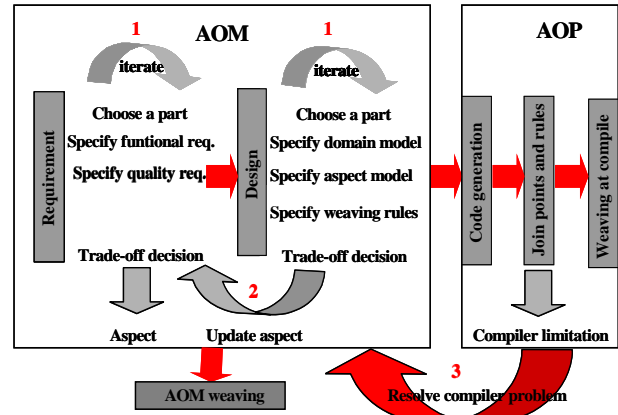 AOM
AOP
1
1
iterate
iterate
Requirement
Choose a part
Specify funtional req.
Specify quality req.
Trade-off decision
Design
Choose a part
Specify domain model
Specify aspect model
Specify weaving rules
Trade-off decision
Code generation
Join points and rules
Weaving at compile
2
Aspect
Update aspect
Compiler limitation
3
AOM weaving
Resolve compiler problem